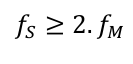 f_S ≥ 2. f_M